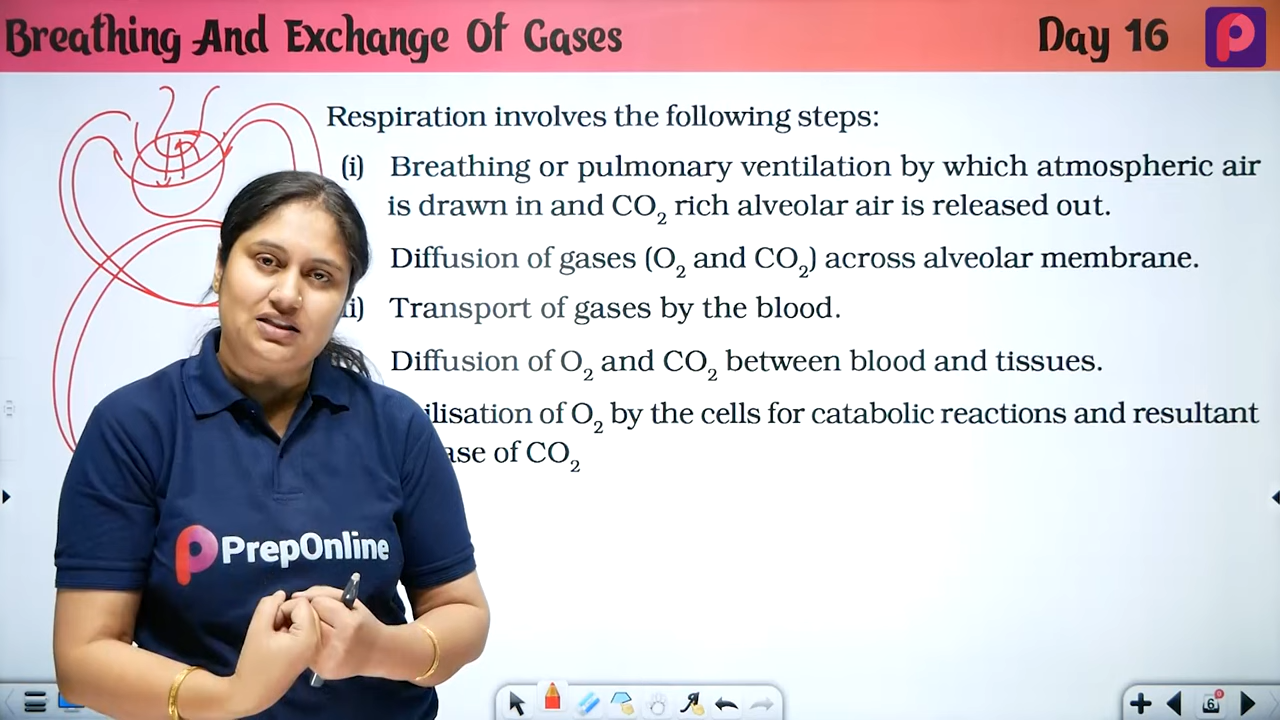 Breathing And Exchange Of Gases
Day 16
Respiration involves the following steps:
(i) Breathing or pulmonary ventilation by which atmospheric air
is drawn in and CO₂ rich alveolar air is released out.
Diffusion of gases (O₂ and CO₂) across alveolar membrane.
ii) Transport of gases by the blood.
Diffusion of O₂ and CO₂ between blood and tissues.
ilisation of O₂ by the cells for catabolic reactions and resultant
ase of CO₂
PrepOnline